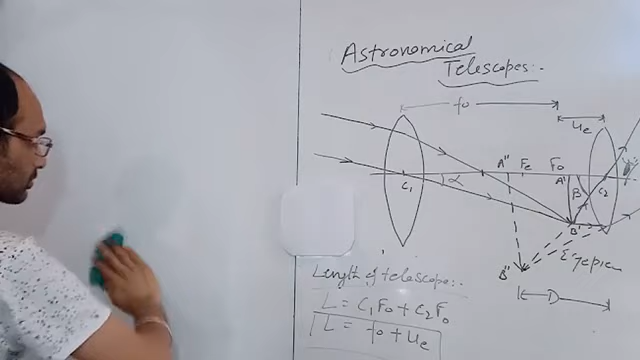 Astronomical
Telescopes:-
fo
ue
A" Fe Fo
A'
C1 α β C2
B'
B"
Eyepiece
D
Length of telescope:-
L = C1Fo + C2Fo
L = fo + ue